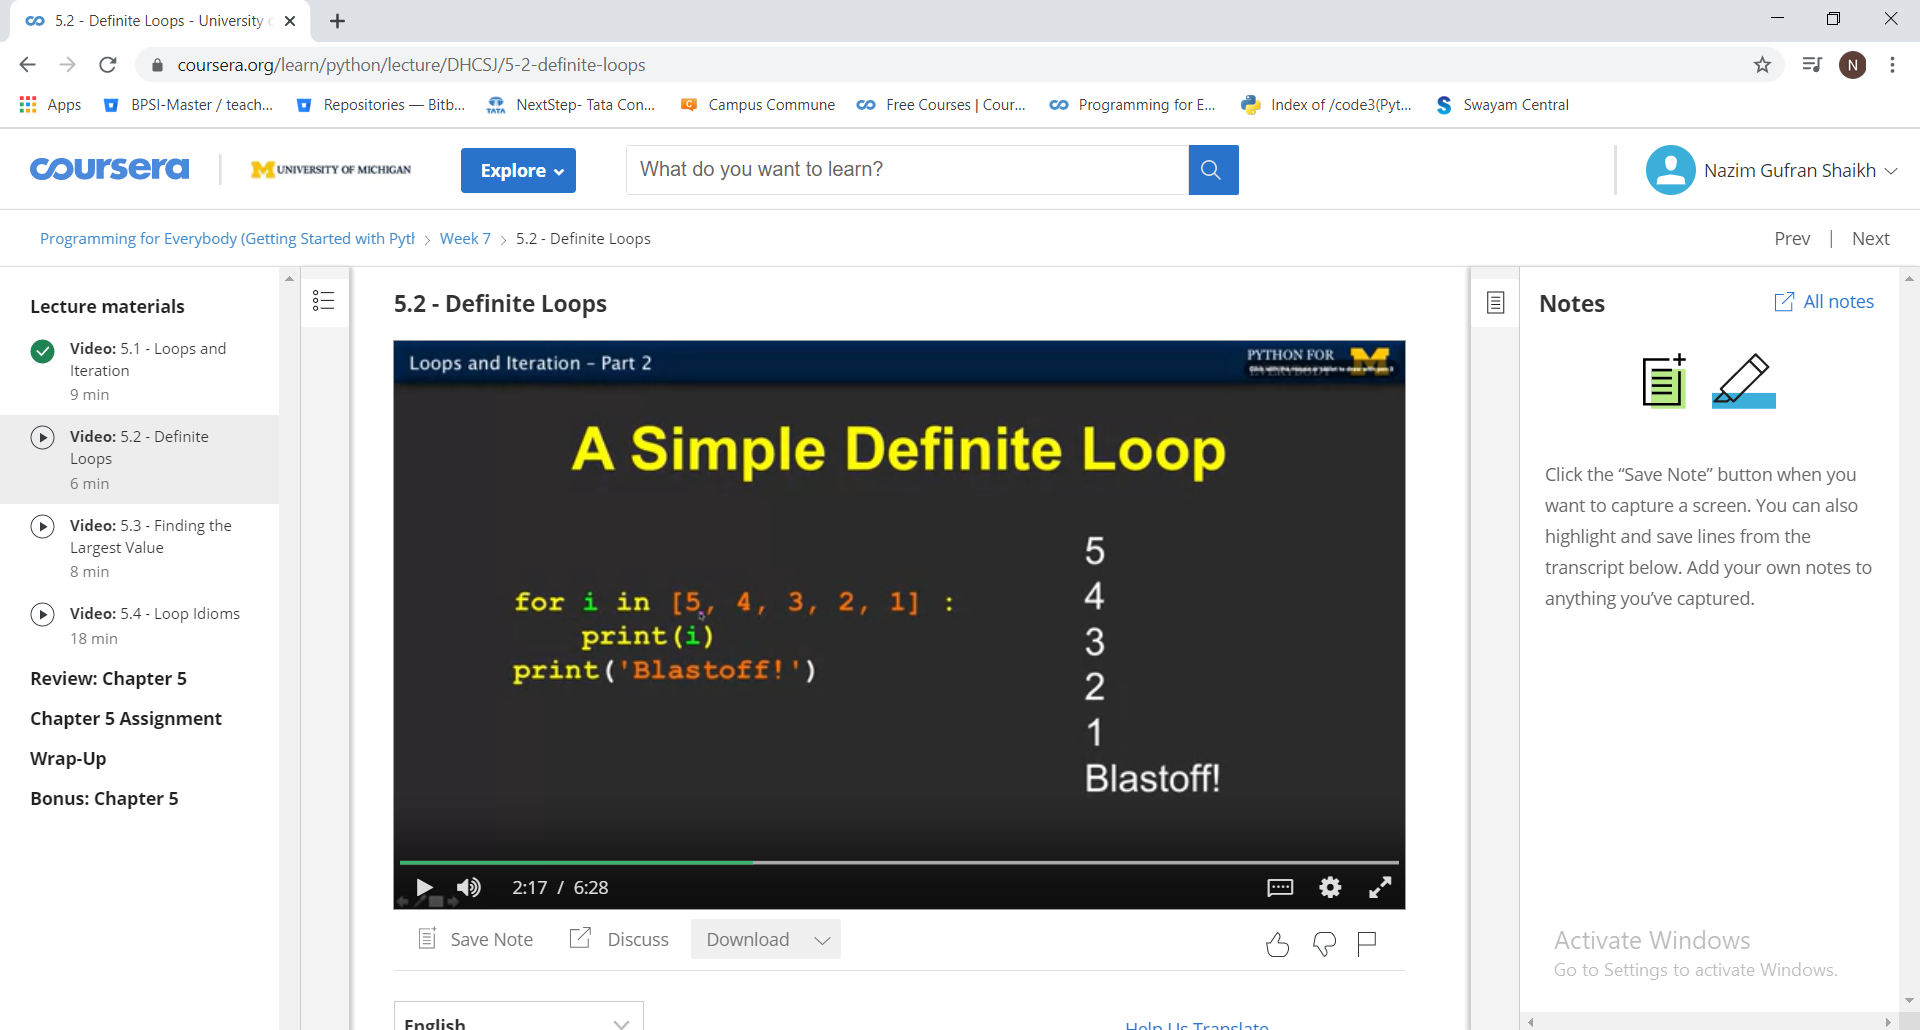 5.2 - Definite Loops - University
coursera.org/learn/python/lecture/DHCSJ/5-2-definite-loops
N
Apps
BPSI-Master / teach...
Repositories — Bitb...
TATA
NextStep- Tata Con...
Campus Commune
Free Courses | Cour...
Programming for E...
Index of /code3(Pyt...
Swayam Central
coursera
UNIVERSITY OF MICHIGAN
Explore
What do you want to learn?
Nazim Gufran Shaikh
Programming for Everybody (Getting Started with Pytl
Week 7
5.2 - Definite Loops
Prev | Next
Lecture materials
Video: 5.1 - Loops and
Iteration
9 min
Video: 5.2 - Definite
Loops
6 min
Video: 5.3 - Finding the
Largest Value
8 min
Video: 5.4 - Loop Idioms
18 min
Review: Chapter 5
Chapter 5 Assignment
Wrap-Up
Bonus: Chapter 5
5.2 - Definite Loops
Loops and Iteration – Part 2
PYTHON FOR
EVERYBODY
A Simple Definite Loop
for i in [5, 4, 3, 2, 1] :
print(i)
print('Blastoff!')
5
4
3
2
1
Blastoff!
2:17 / 6:28
Save Note
Discuss
Download
English
Help Us Translate
Notes
All notes
Click the “Save Note” button when you
want to capture a screen. You can also
highlight and save lines from the
transcript below. Add your own notes to
anything you’ve captured.
Activate Windows
Go to Settings to activate Windows.